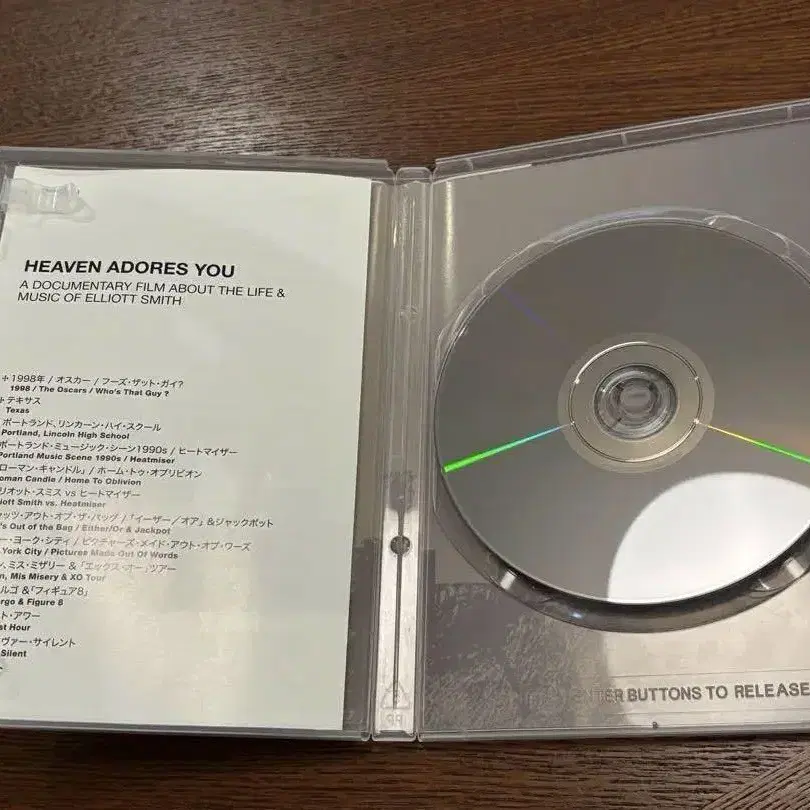 HEAVEN ADORES YOU
A DOCUMENTARY FILM ABOUT THE LIFE &
MUSIC OF ELLIOTT SMITH
+1998年 / オスカー / フーズ・ザット・ガイ?
1998 / The Oscars / Who's That Guy ?
テキサス
Texas
ポートランド、リンカーン・ハイ・スクール
Portland, Lincoln High School
ポートランド・ミュージック・シーン1990s / ヒートマイザー
Portland Music Scene 1990s / Heatmiser
ローマン・キャンドル」 / ホーム・トゥ・オブリビオン
oman Candle / Home To Oblivion
リオット・スミス vs ヒートマイザー
iott Smith vs. Heatmiser
ャッツ・アウト・オブ・ザ・バッグ / 「イーザー/オア」&ジャックポット
's Out of the Bag / Either/Or & Jackpot
ー・ヨーク・シティ / ピクチャーズ・メイド・アウト・オブ・ワーズ
York City / Pictures Made Out Of Words
ン、ミス・ミザリー & 「エックス・オー」ツアー
n, Mis Misery & XO Tour
ルゴ &「フィギュア8」
rgo & Figure 8
ト・アワー
st Hour
ヴァー・サイレント
Silent
BUTTONS TO RELEASE
PP